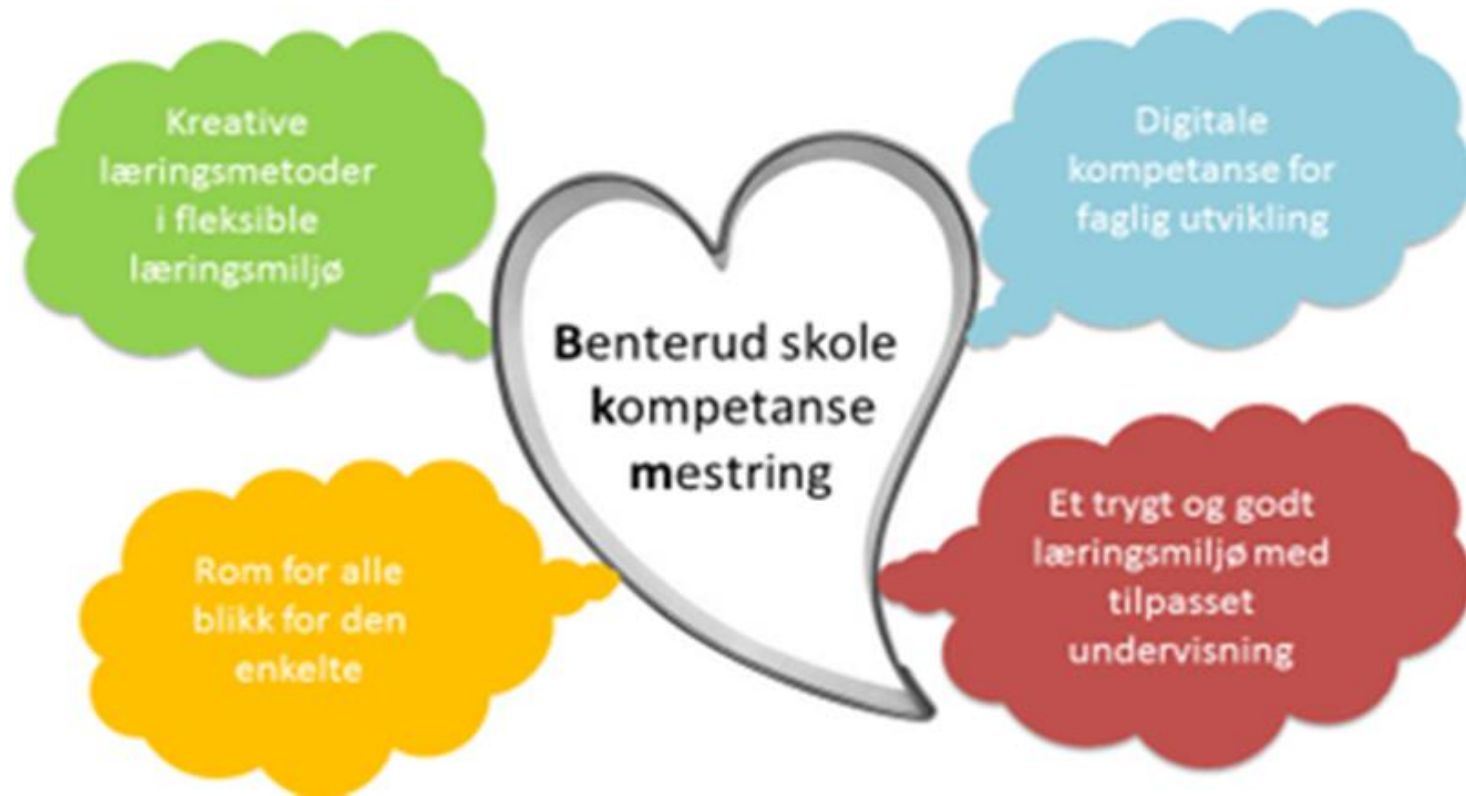 Kreative
læringsmetoder
i fleksible
læringsmiljø
Digitale
kompetanse for
faglig utvikling
Benterud skole
kompetanse
mestring
Rom for alle
blikk for den
enkelte
Et trygt og godt
læringsmiljø med
tilpasset
undervisning